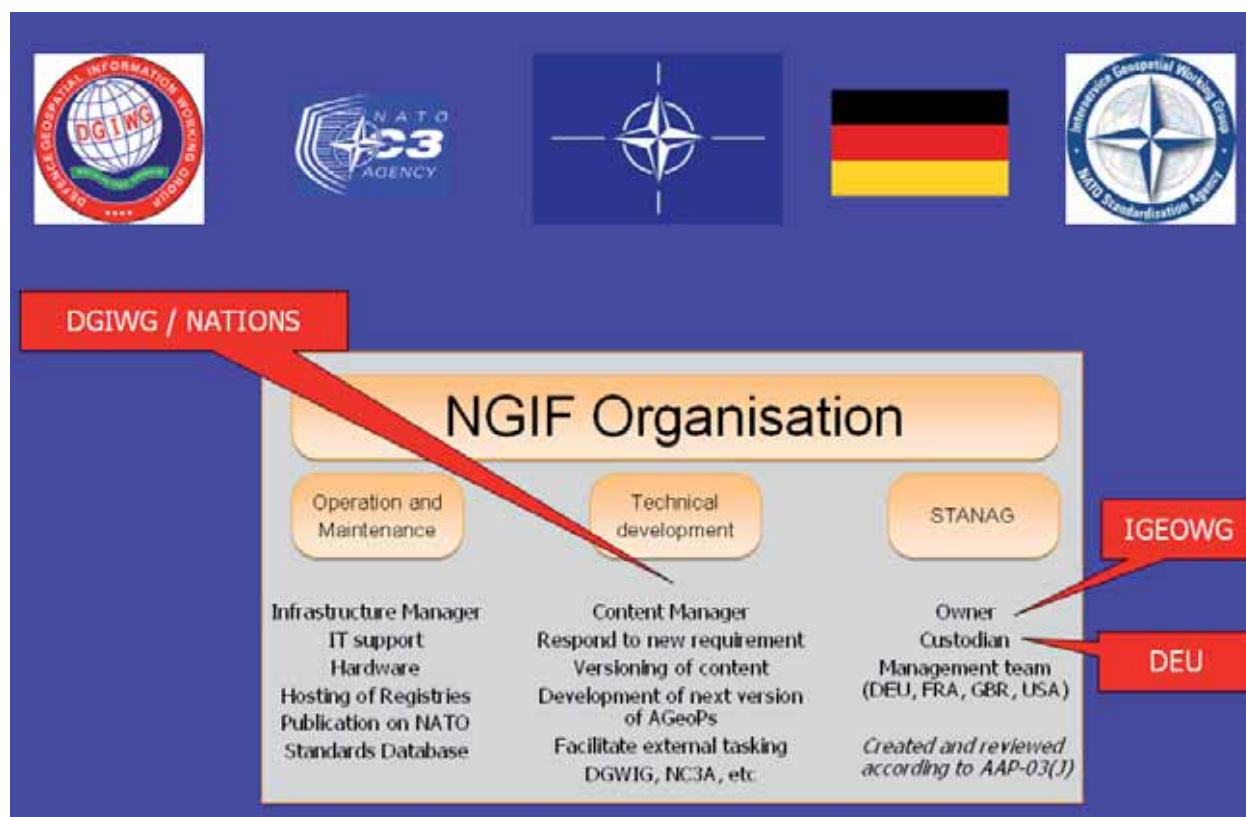 DEFENCE GEOSPATIAL INFORMATION WORKING GROUP
DGIWG
NATO
C3
AGENCY
Interservice Geospatial Working Group
NATO Standardization Agency
DGIWG / NATIONS
NGIF Organisation
Operation and
Maintenance
Infrastructure Manager
IT support
Hardware
Hosting of Registries
Publication on NATO
Standards Database
Technical
development
Content Manager
Respond to new requirement
Versioning of content
Development of next version
of AGeoPs
Facilitate external tasking
DGWIG, NC3A, etc
STANAG
Owner
Custodian
Management team
(DEU, FRA, GBR, USA)
Created and reviewed
according to AAP-03(J)
IGEOWG
DEU